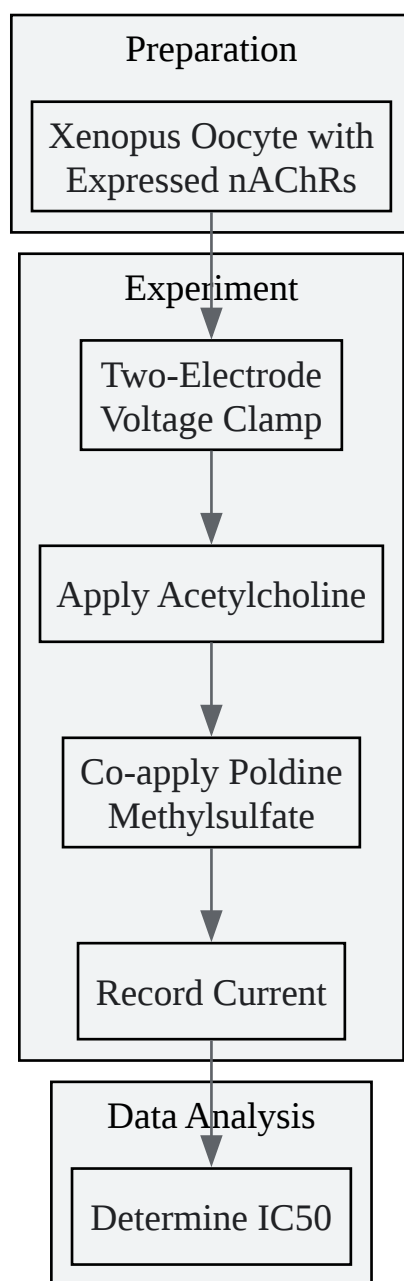 Preparation
Xenopus Oocyte with
Expressed nAChRs
Experiment
Two-Electrode
Voltage Clamp
Apply Acetylcholine
Co-apply Poldine
Methylsulfate
Record Current
Data Analysis
Determine IC50